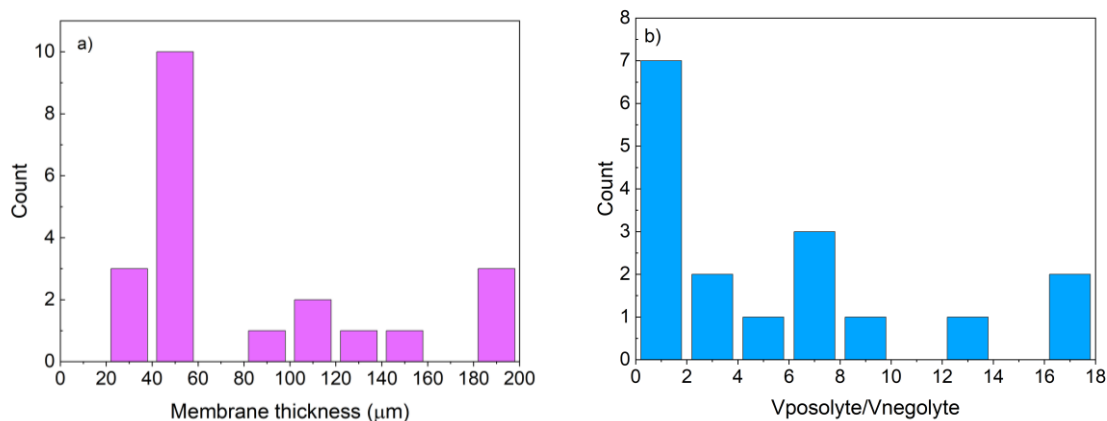 a)
10
8
6
4
2
0
Count
0 20 40 60 80 100 120 140 160 180 200
Membrane thickness (μm)
b)
8
7
6
5
4
3
2
1
0
Count
0 2 4 6 8 10 12 14 16 18
Vposolyte/Vnegolyte